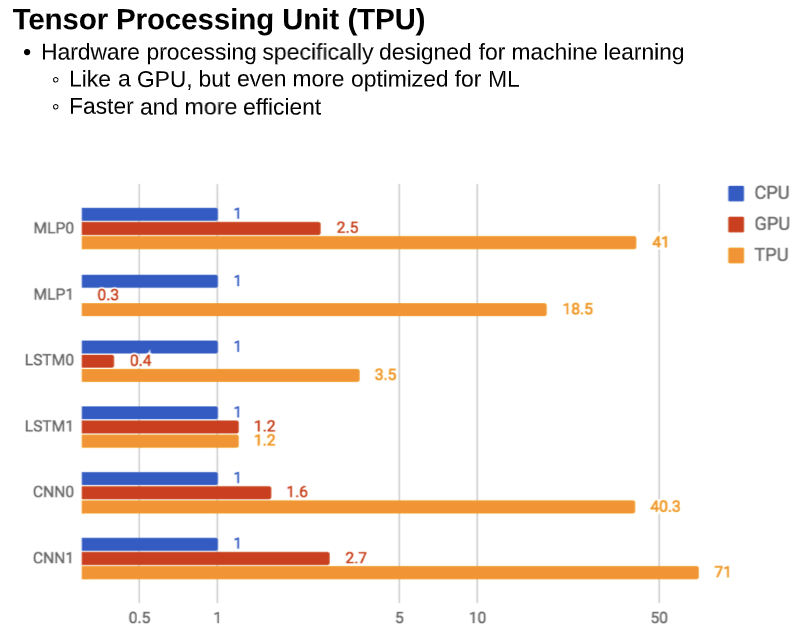 Tensor Processing Unit (TPU)
• Hardware processing specifically designed for machine learning
◦ Like a GPU, but even more optimized for ML
◦ Faster and more efficient
CPU
GPU
TPU
MLP0
1
2.5
41
MLP1
1
0.3
18.5
LSTM0
1
0.4
3.5
LSTM1
1
1.2
1.2
CNN0
1
1.6
40.3
CNN1
1
2.7
71
0.5 1 5 10 50